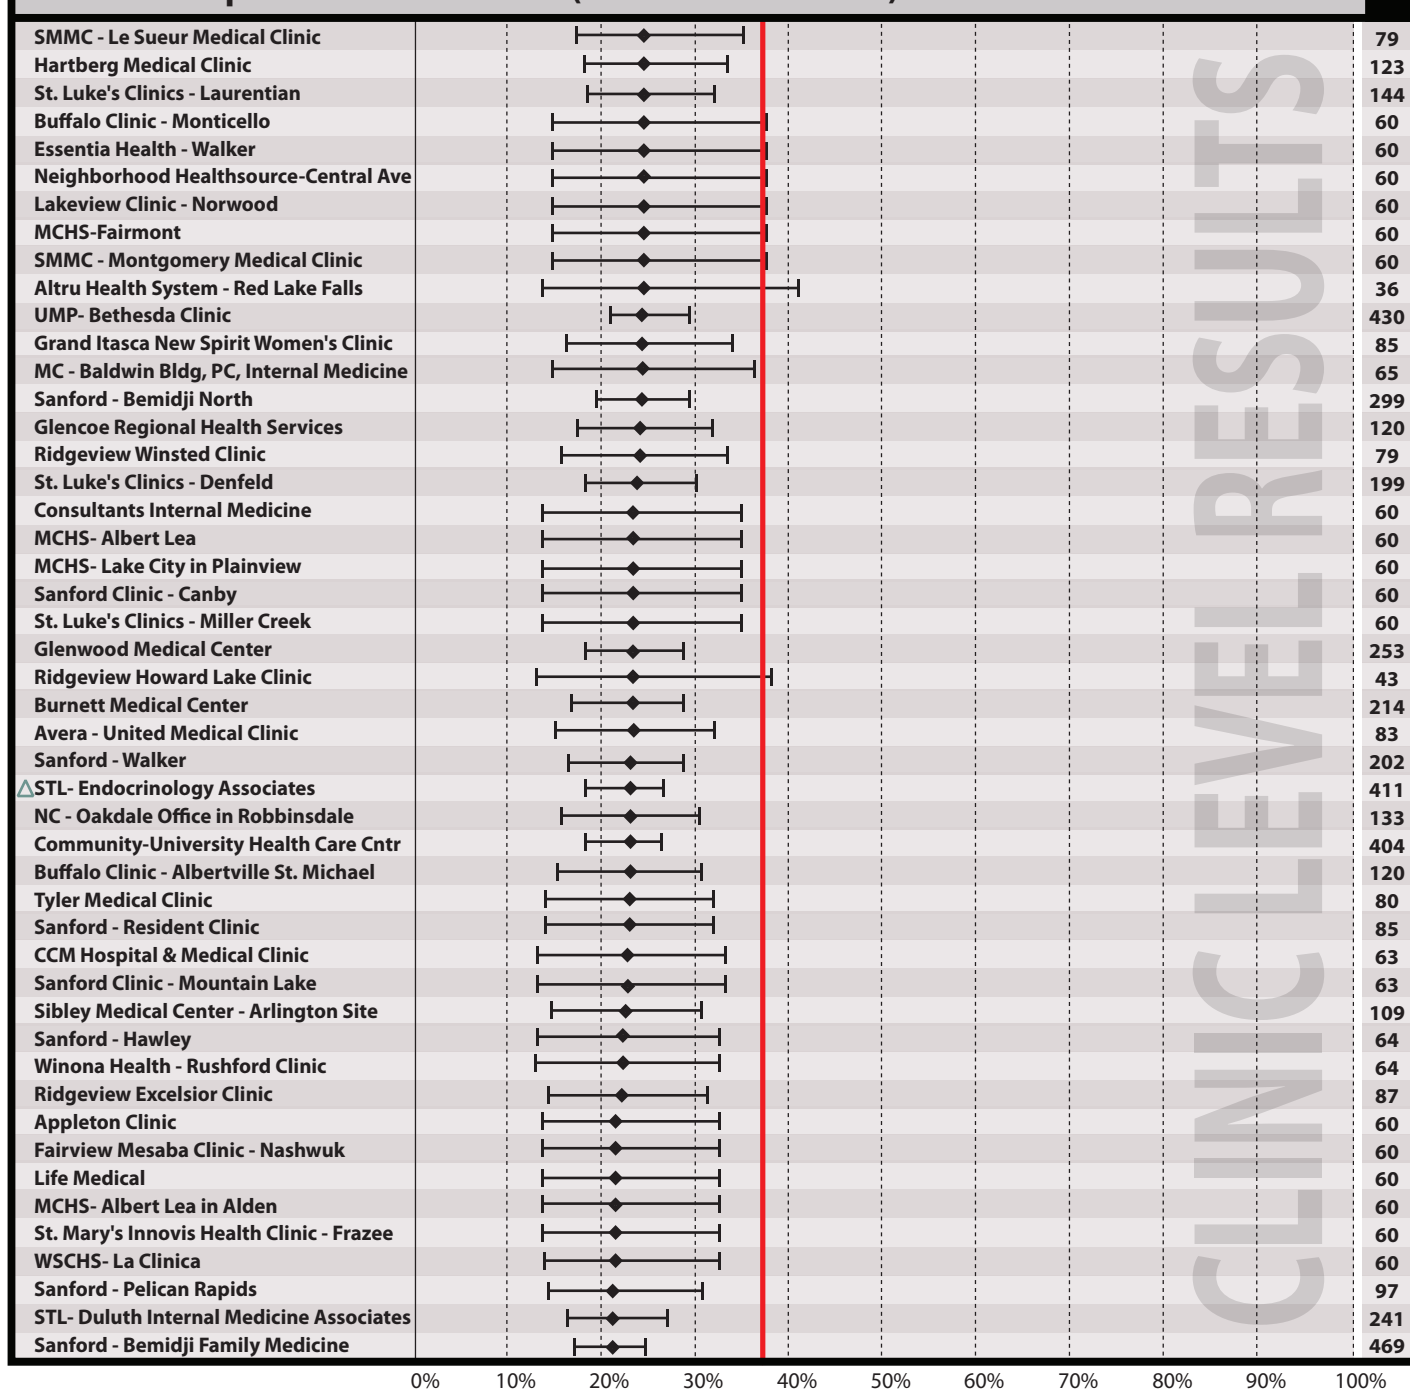 SMMC - Le Sueur Medical Clinic 79
Hartberg Medical Clinic 123
St. Luke's Clinics - Laurentian 144
Buffalo Clinic - Monticello 60
Essentia Health - Walker 60
Neighborhood Healthsource-Central Ave 60
Lakeview Clinic - Norwood 60
MCHS-Fairmont 60
SMMC - Montgomery Medical Clinic 60
Altru Health System - Red Lake Falls 36
UMP- Bethesda Clinic 430
Grand Itasca New Spirit Women's Clinic 85
MC - Baldwin Bldg, PC, Internal Medicine 65
Sanford - Bemidji North 299
Glencoe Regional Health Services 120
Ridgeview Winsted Clinic 79
St. Luke's Clinics - Denfeld 199
Consultants Internal Medicine 60
MCHS- Albert Lea 60
MCHS- Lake City in Plainview 60
Sanford Clinic - Canby 60
St. Luke's Clinics - Miller Creek 60
Glenwood Medical Center 253
Ridgeview Howard Lake Clinic 43
Burnett Medical Center 214
Avera - United Medical Clinic 83
Sanford - Walker 202
STL- Endocrinology Associates 411
NC - Oakdale Office in Robbinsdale 133
Community-University Health Care Cntr 404
Buffalo Clinic - Albertville St. Michael 120
Tyler Medical Clinic 80
Sanford - Resident Clinic 85
CCM Hospital & Medical Clinic 63
Sanford Clinic - Mountain Lake 63
Sibley Medical Center - Arlington Site 109
Sanford - Hawley 64
Winona Health - Rushford Clinic 64
Ridgeview Excelsior Clinic 87
Appleton Clinic 60
Fairview Mesaba Clinic - Nashwuk 60
Life Medical 60
MCHS- Albert Lea in Alden 60
St. Mary's Innovis Health Clinic - Frazee 60
WSCHS- La Clinica 60
Sanford - Pelican Rapids 97
STL- Duluth Internal Medicine Associates 241
Sanford - Bemidji Family Medicine 469
0% 10% 20% 30% 40% 50% 60% 70% 80% 90% 100%
CLINIC LEVEL RESULTS